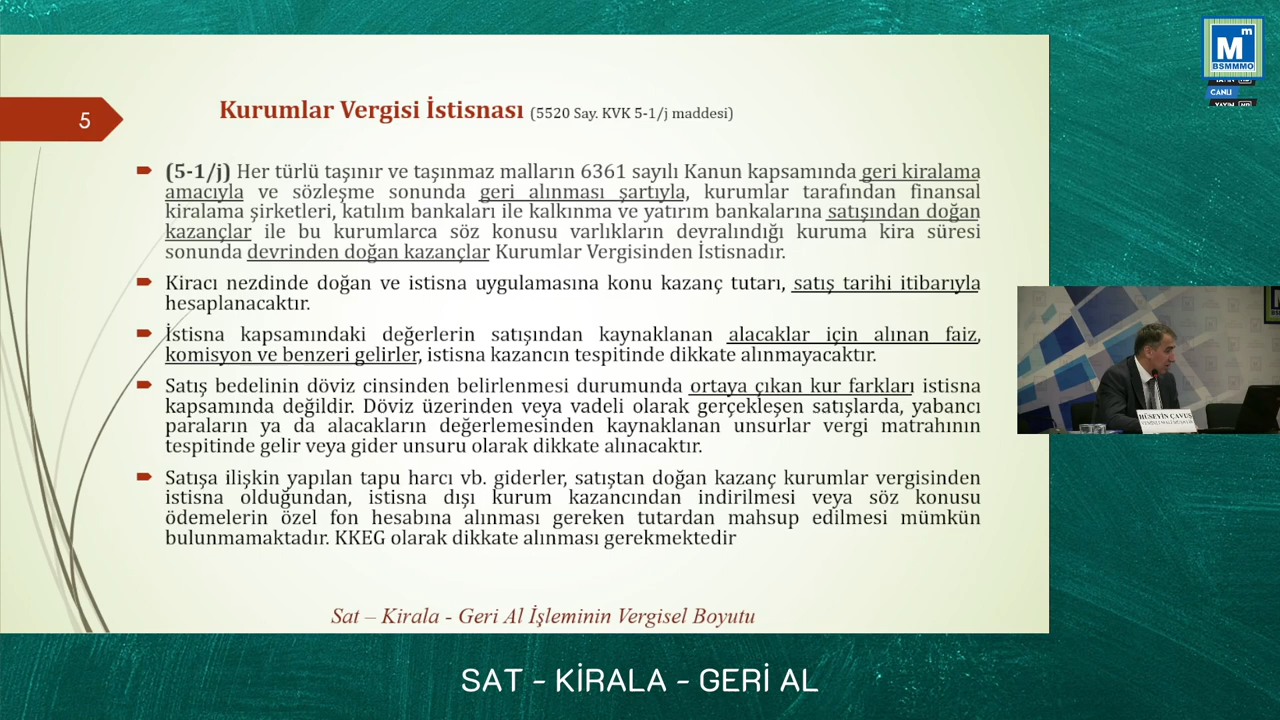 m
M
BSMMMO
CANLI
5
Kurumlar Vergisi İstisnası (5520 Say. KVK 5-1/j maddesi)
(5-1/j) Her türlü taşınır ve taşınmaz malların 6361 sayılı Kanun kapsamında geri kiralama
amacıyla ve sözleşme sonunda geri alınması şartıyla, kurumlar tarafından finansal
kiralama şirketleri, katılım bankaları ile kalkınma ve yatırım bankalarına satışından doğan
kazançlar ile bu kurumlarca söz konusu varlıkların devralındığı kuruma kira süresi
sonunda devrinden doğan kazançlar Kurumlar Vergisinden İstisnadır.
Kiracı nezdinde doğan ve istisna uygulamasına konu kazanç tutarı, satış tarihi itibarıyla
hesaplanacaktır.
İstisna kapsamındaki değerlerin satışından kaynaklanan alacaklar için alınan faiz,
komisyon ve benzeri gelirler, istisna kazancın tespitinde dikkate alınmayacaktır.
Satış bedelinin döviz cinsinden belirlenmesi durumunda ortaya çıkan kur farkları istisna
kapsamında değildir. Döviz üzerinden veya vadeli olarak gerçekleşen satışlarda, yabancı
paraların ya da alacakların değerlemesinden kaynaklanan unsurlar vergi matrahının
tespitinde gelir veya gider unsuru olarak dikkate alınacaktır.
Satışa ilişkin yapılan tapu harcı vb. giderler, satıştan doğan kazanç kurumlar vergisinden
istisna olduğundan, istisna dışı kurum kazancından indirilmesi veya söz konusu
ödemelerin özel fon hesabına alınması gereken tutardan mahsup edilmesi mümkün
bulunmamaktadır. KKEG olarak dikkate alınması gerekmektedir
Sat – Kirala - Geri Al İşleminin Vergisel Boyutu
HÜSEYİN ÇAVUŞ
SAT - KİRALA - GERİ AL